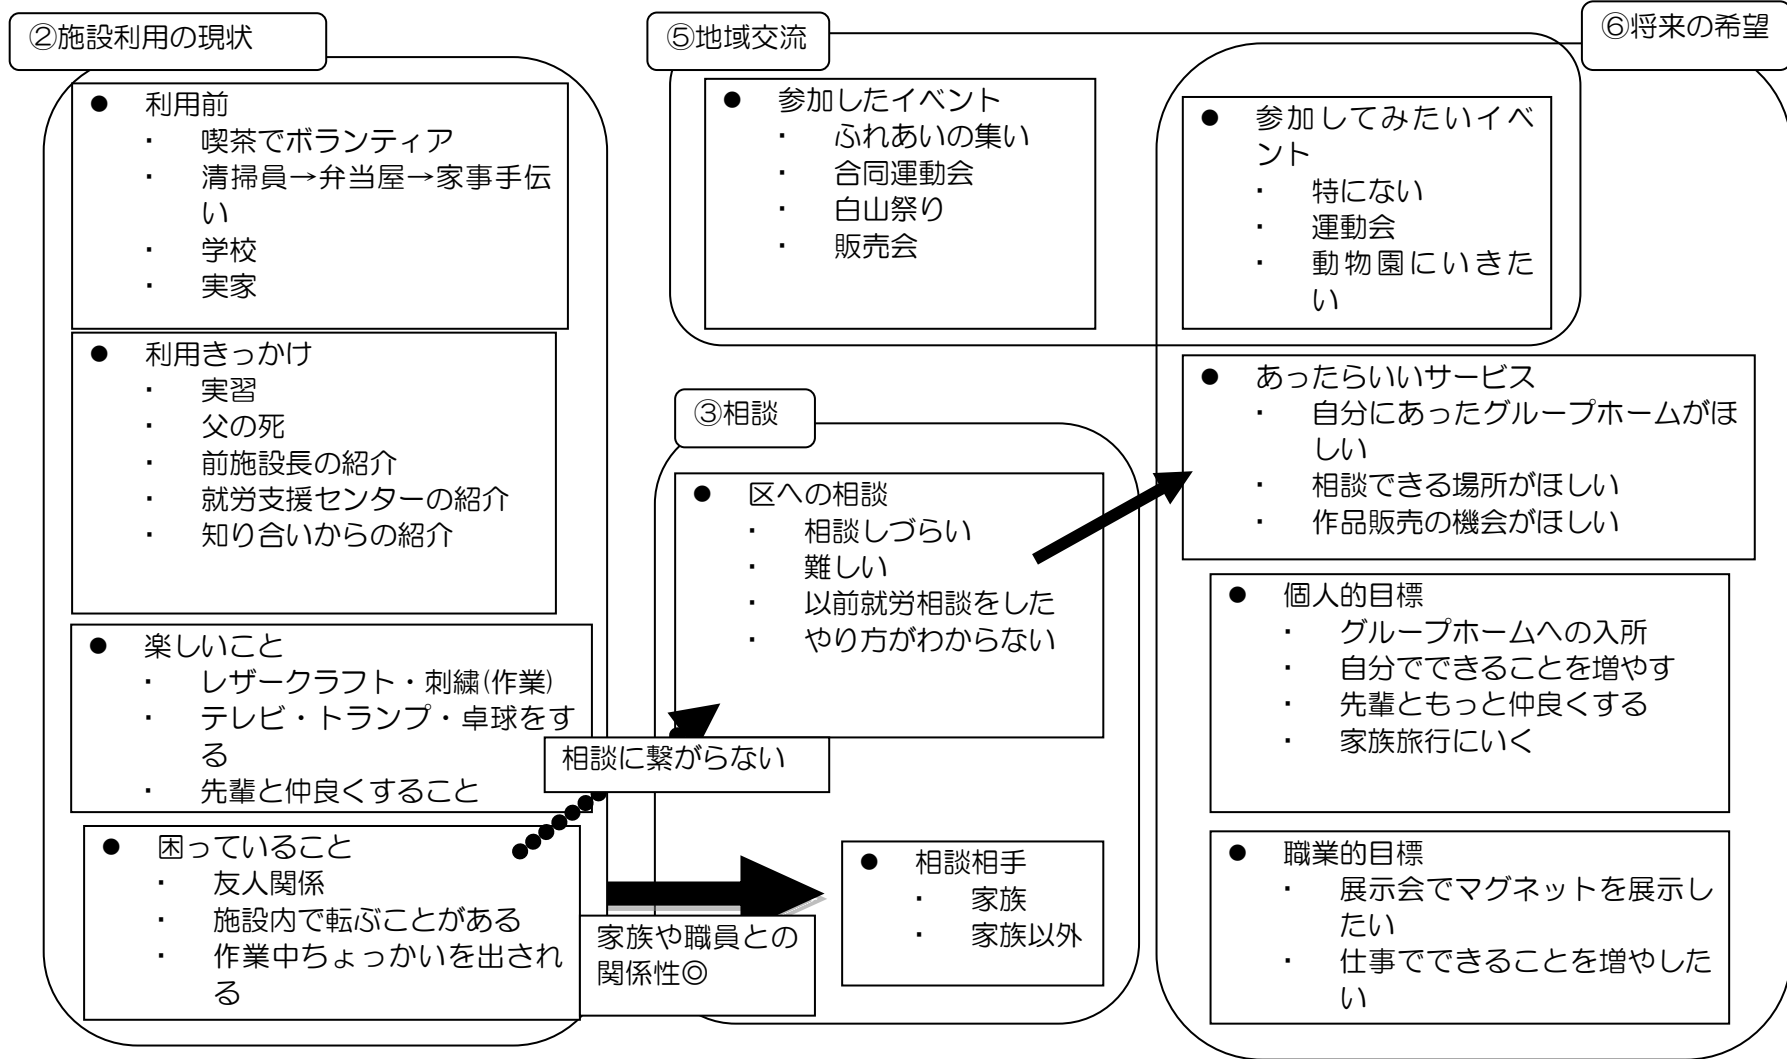 ②施設利用の現状
● 利用前
・ 喫茶でボランティア
・ 清掃員→弁当屋→家事手伝
い
・ 学校
・ 実家
● 利用きっかけ
・ 実習
・ 父の死
・ 前施設長の紹介
・ 就労支援センターの紹介
・ 知り合いからの紹介
● 楽しいこと
・ レザークラフト・刺繍(作業)
・ テレビ・トランプ・卓球をす
る
・ 先輩と仲良くすること
● 困っていること
・ 友人関係
・ 施設内で転ぶことがある
・ 作業中ちょっかいを出され
る
相談に繋がらない
家族や職員との
関係性◎
⑤地域交流
● 参加したイベント
・ ふれあいの集い
・ 合同運動会
・ 白山祭り
・ 販売会
③相談
● 区への相談
・ 相談しづらい
・ 難しい
・ 以前就労相談をした
・ やり方がわからない
● 相談相手
・ 家族
・ 家族以外
⑥将来の希望
● 参加してみたいイベ
ント
・ 特にない
・ 運動会
・ 動物園にいきた
い
● あったらいいサービス
・ 自分にあったグループホームがほ
しい
・ 相談できる場所がほしい
・ 作品販売の機会がほしい
● 個人的目標
・ グループホームへの入所
・ 自分でできることを増やす
・ 先輩ともっと仲良くする
・ 家族旅行にいく
● 職業的目標
・ 展示会でマグネットを展示し
たい
・ 仕事でできることを増やした
い